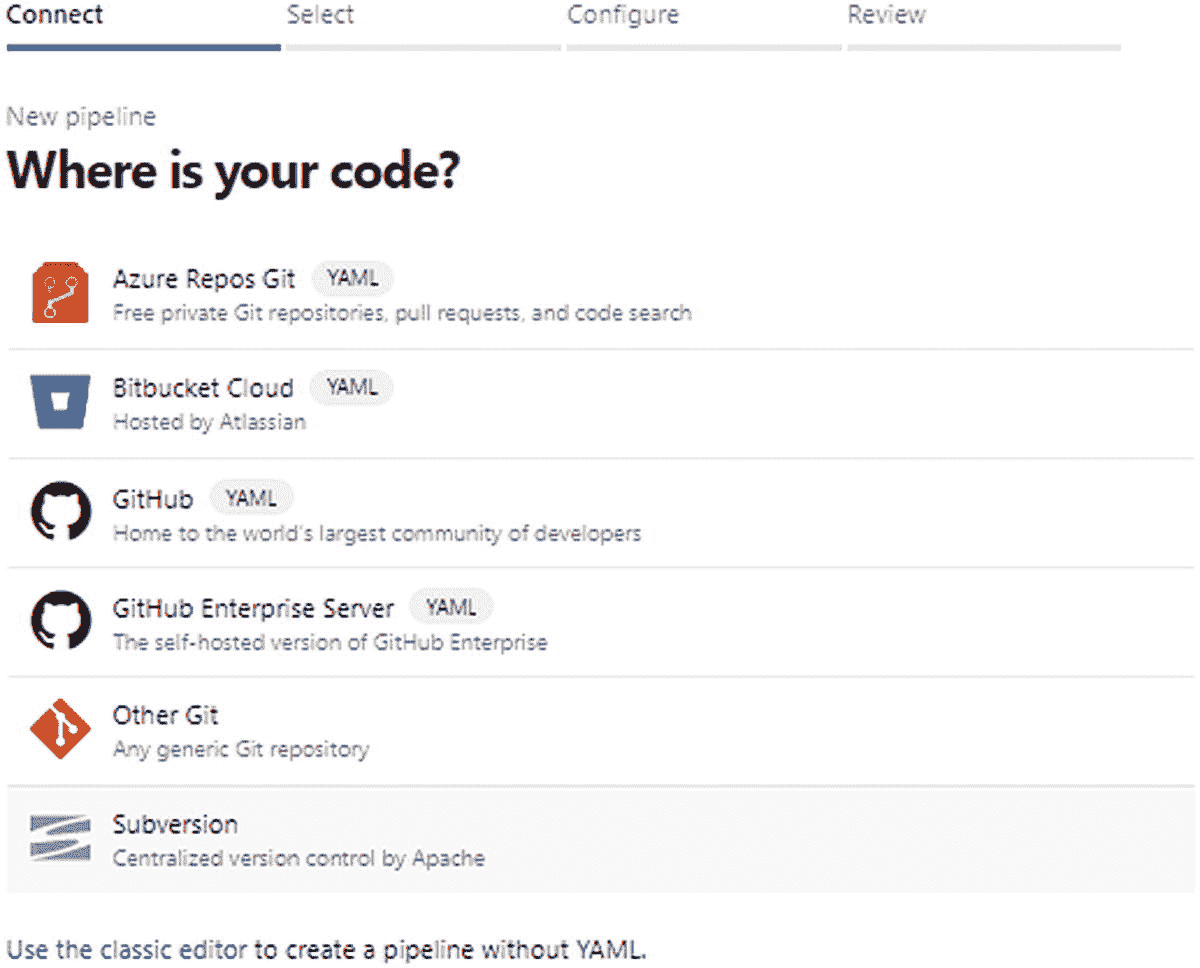 Connect Select Configure Review
New pipeline
Where is your code?
Azure Repos Git YAML
Free private Git repositories, pull requests, and code search
Bitbucket Cloud YAML
Hosted by Atlassian
GitHub YAML
Home to the world's largest community of developers
GitHub Enterprise Server YAML
The self-hosted version of GitHub Enterprise
Other Git
Any generic Git repository
Subversion
Centralized version control by Apache
Use the classic editor to create a pipeline without YAML.